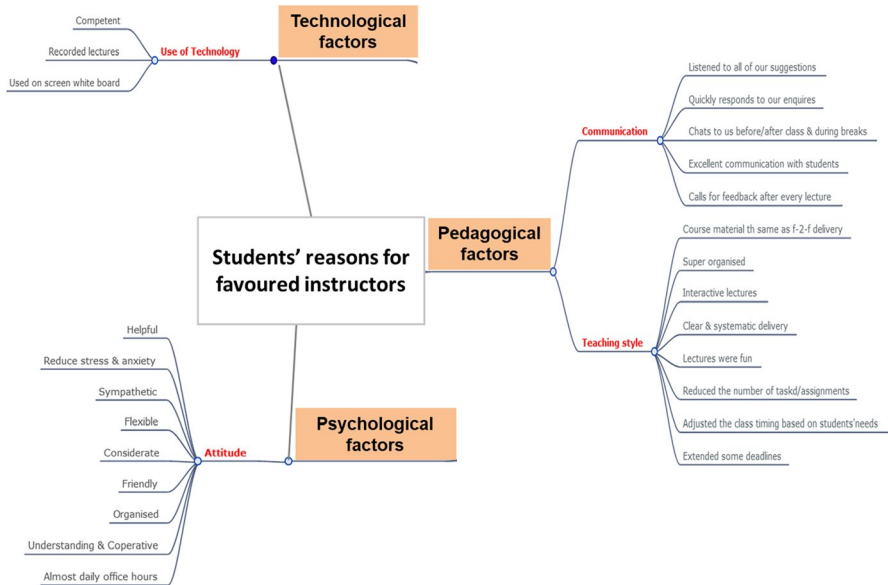 Students' reasons for
favoured instructors
Technological
factors
Use of Technology
Competent
Recorded lectures
Used on screen white board
Pedagogical
factors
Communication
Listened to all of our suggestions
Quickly responds to our enquires
Chats to us before/after class & during breaks
Excellent communication with students
Calls for feedback after every lecture
Teaching style
Course material th same as f-2-f delivery
Super organised
Interactive lectures
Clear & systematic delivery
Lectures were fun
Reduced the number of taskd/assignments
Adjusted the class timing based on students'needs
Extended some deadlines
Psychological
factors
Attitude
Helpful
Reduce stress & anxiety
Sympathetic
Flexible
Considerate
Friendly
Organised
Understanding & Coperative
Almost daily office hours